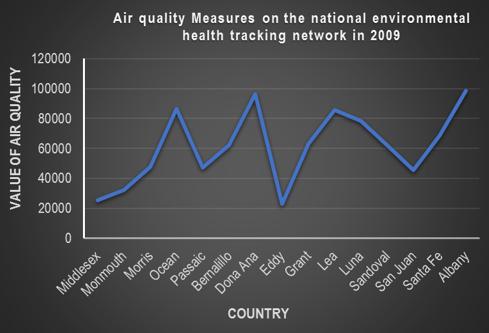 Air quality Measures on the national environmental
health tracking network in 2009
VALUE OF AIR QUALITY
120000
100000
80000
60000
40000
20000
0
Middlesex
Monmouth
Morris
Ocean
Passaic
Bernalillo
Dona Ana
Eddy
Grant
Lea
Luna
Sandoval
San Juan
Santa Fe
Albany
COUNTRY